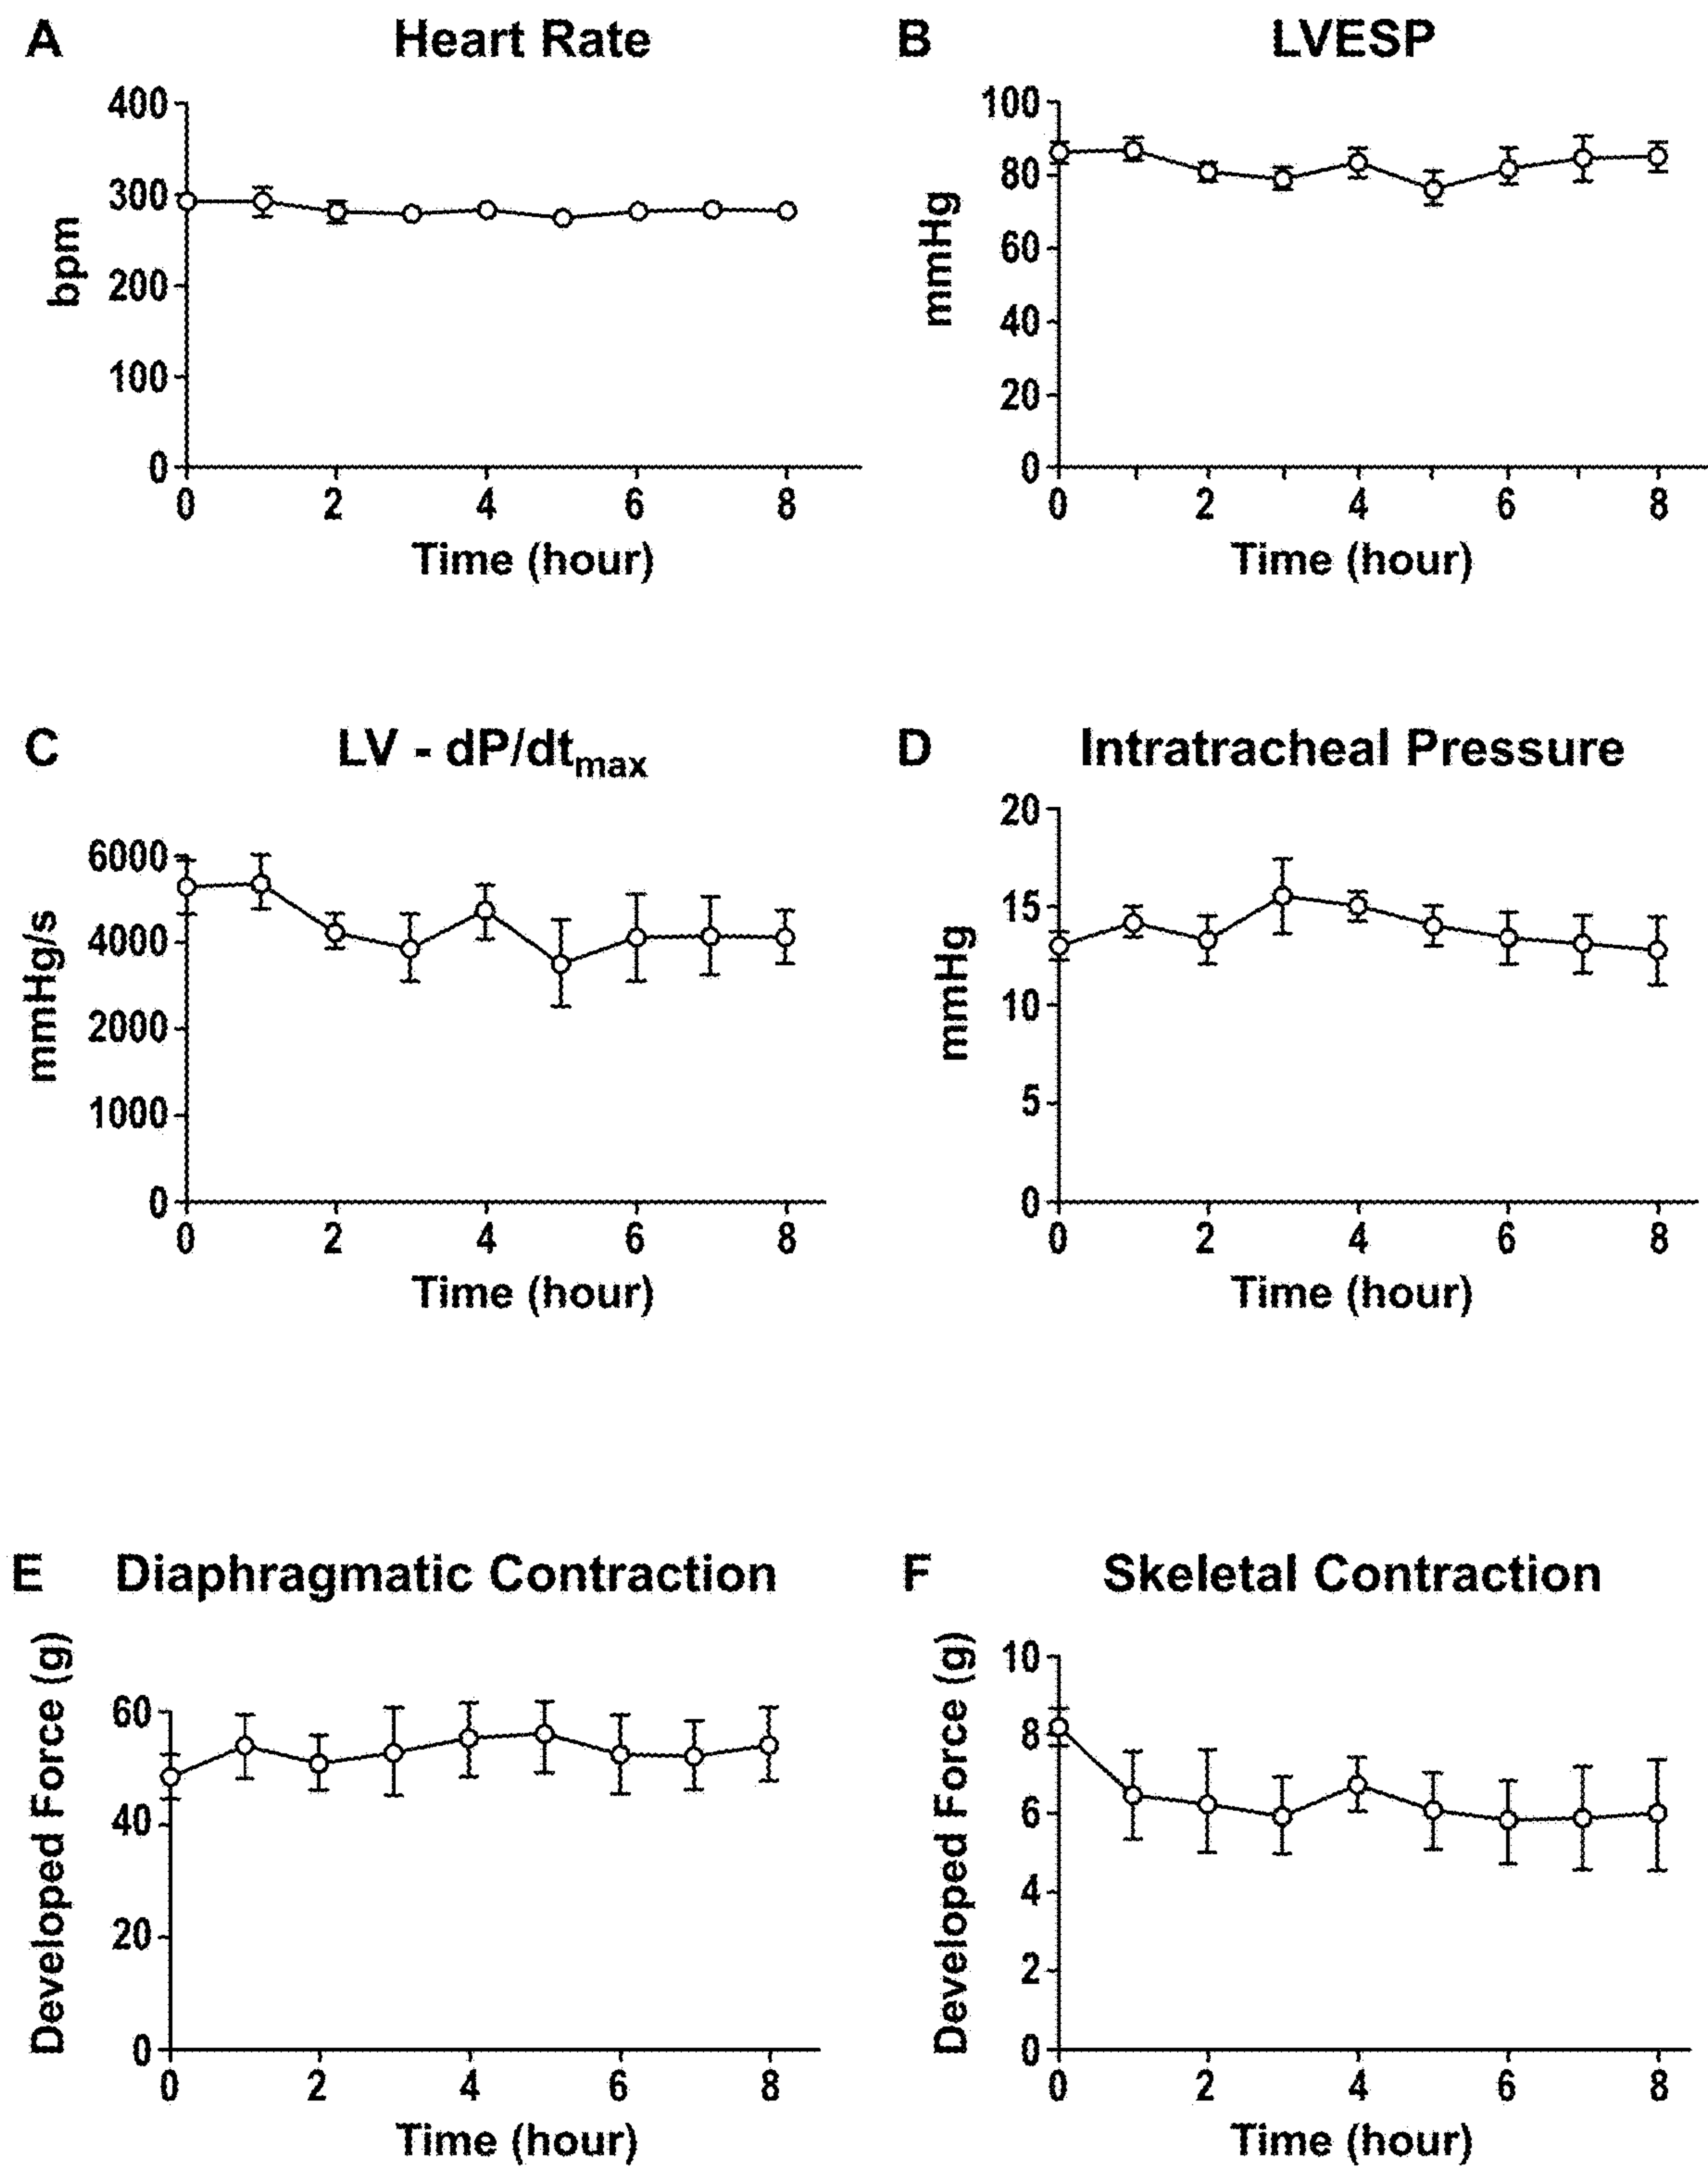 A Heart Rate
400
300
200
100
0
bpm
0 2 4 6 8
Time (hour)
B LVESP
100
80
60
40
20
0
mmHg
0 2 4 6 8
Time (hour)
C LV - dP/dtmax
6000
4000
2000
1000
0
mmHg/s
0 2 4 6 8
Time (hour)
D Intratracheal Pressure
20
15
10
5
0
mmHg
0 2 4 6 8
Time (hour)
E Diaphragmatic Contraction
60
40
20
0
Developed Force (g)
0 2 4 6 8
Time (hour)
F Skeletal Contraction
10
8
6
4
2
0
Developed Force (g)
0 2 4 6 8
Time (hour)